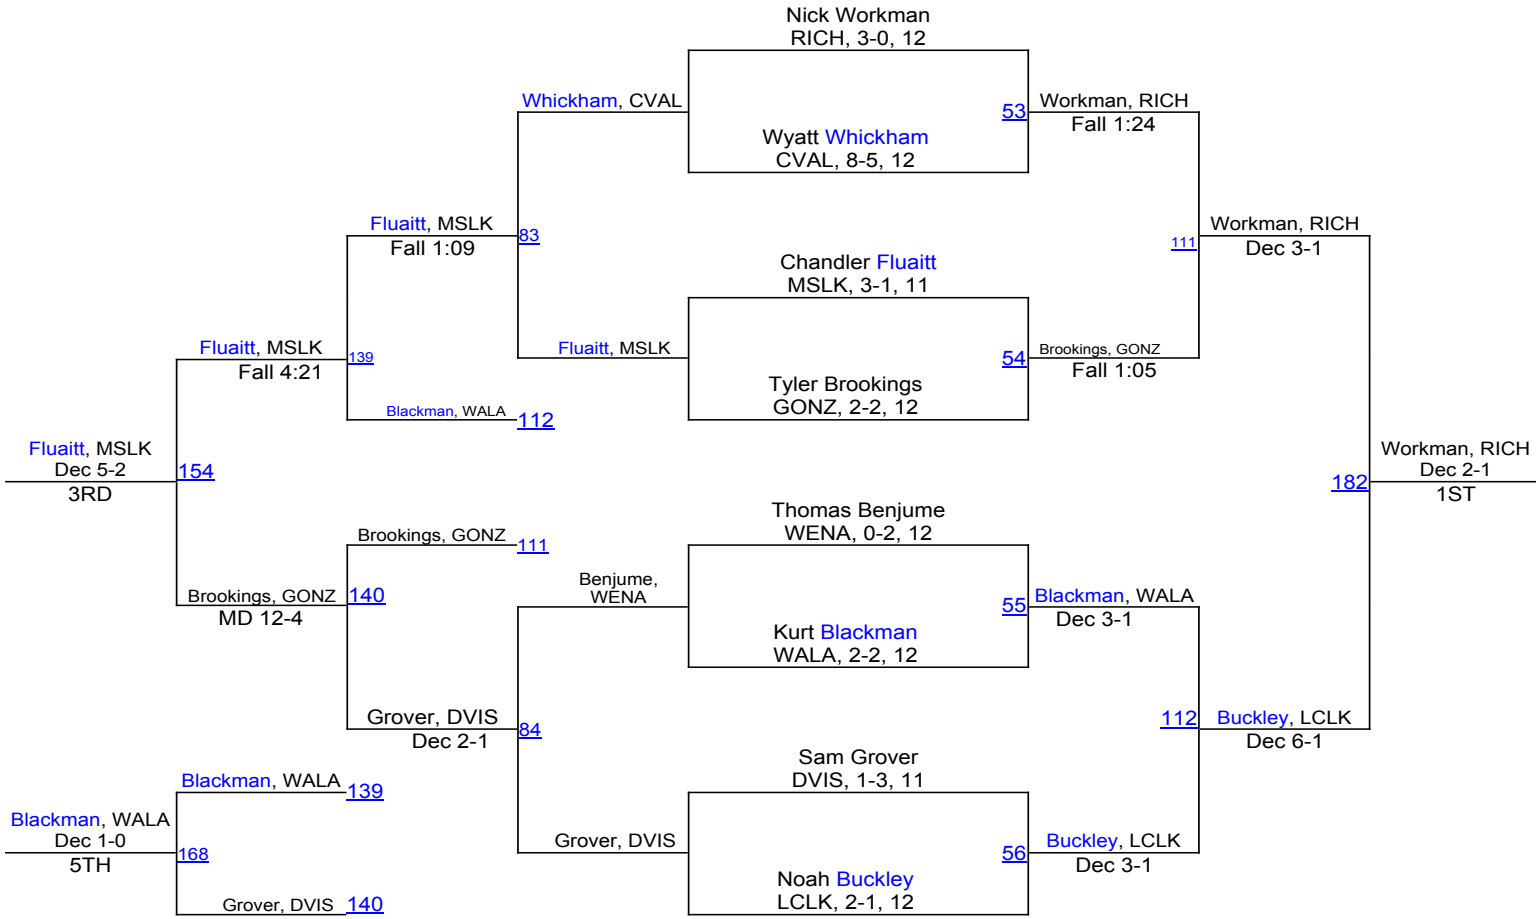 Nick Workman
RICH, 3-0, 12
Whickham, CVAL
53
Workman, RICH
Fall 1:24
Wyatt Whickham
CVAL, 8-5, 12
Fluaitt, MSLK
Fall 1:09
83
111
Workman, RICH
Dec 3-1
Chandler Fluaitt
MSLK, 3-1, 11
Fluaitt, MSLK
Fall 4:21
139
Fluaitt, MSLK
54
Brookings, GONZ
Fall 1:05
Tyler Brookings
GONZ, 2-2, 12
Blackman, WALA
112
Fluaitt, MSLK
Dec 5-2
3RD
154
182
Workman, RICH
Dec 2-1
1ST
Thomas Benjume
WENA, 0-2, 12
Brookings, GONZ
111
Brookings, GONZ
MD 12-4
140
Benjume,
WENA
55
Blackman, WALA
Dec 3-1
Kurt Blackman
WALA, 2-2, 12
Grover, DVIS
Dec 2-1
84
112
Buckley, LCLK
Dec 6-1
Sam Grover
DVIS, 1-3, 11
Blackman, WALA
139
Blackman, WALA
Dec 1-0
5TH
168
Grover, DVIS
56
Buckley, LCLK
Dec 3-1
Noah Buckley
LCLK, 2-1, 12
Grover, DVIS
140